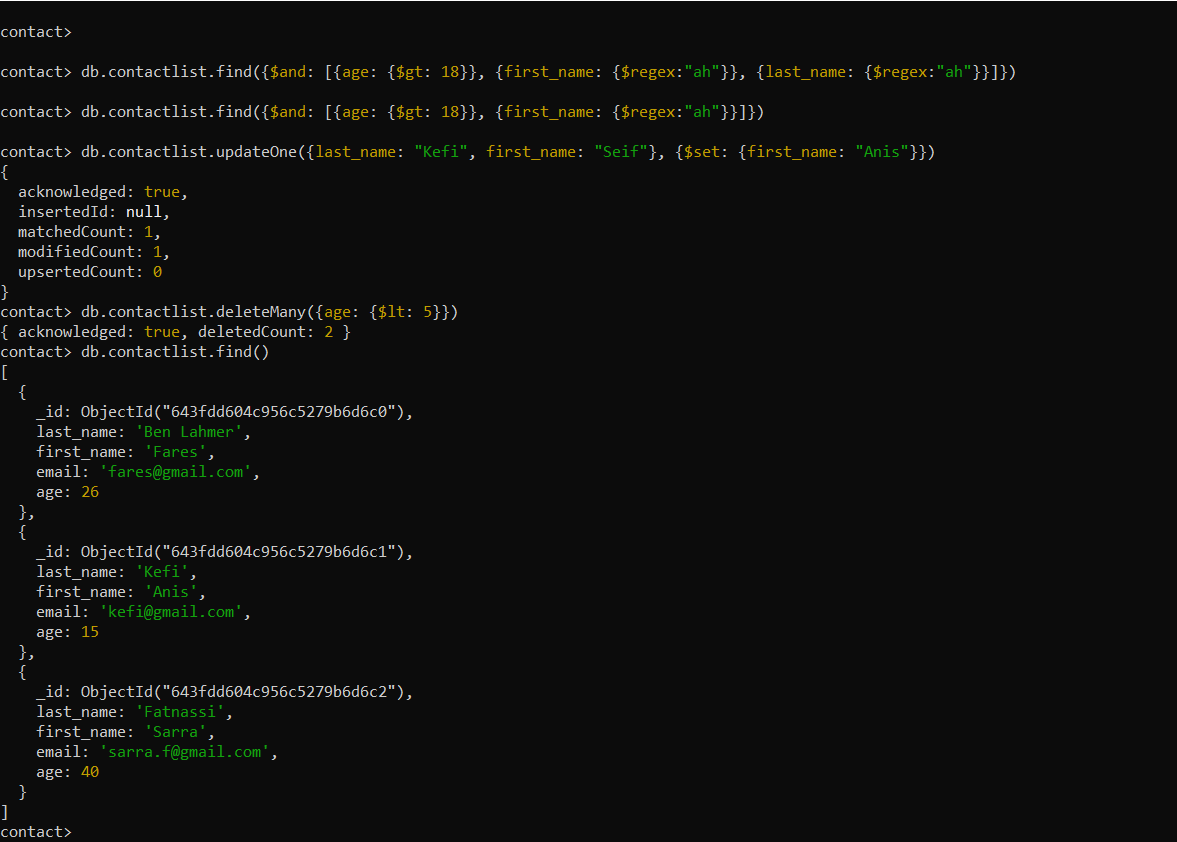 contact>
contact> db.contactlist.find({$and: [{age: {$gt: 18}}, {first_name: {$regex:"ah"}}, {last_name: {$regex:"ah"}}]})
contact> db.contactlist.find({$and: [{age: {$gt: 18}}, {first_name: {$regex:"ah"}}]})
contact> db.contactlist.updateOne({last_name: "Kefi", first_name: "Seif"}, {$set: {first_name: "Anis"}})
{
  acknowledged: true,
  insertedId: null,
  matchedCount: 1,
  modifiedCount: 1,
  upsertedCount: 0
}
contact> db.contactlist.deleteMany({age: {$lt: 5}})
{ acknowledged: true, deletedCount: 2 }
contact> db.contactlist.find()
[
  {
    _id: ObjectId("643fdd604c956c5279b6d6c0"),
    last_name: 'Ben Lahmer',
    first_name: 'Fares',
    email: 'fares@gmail.com',
    age: 26
  },
  {
    _id: ObjectId("643fdd604c956c5279b6d6c1"),
    last_name: 'Kefi',
    first_name: 'Anis',
    email: 'kefi@gmail.com',
    age: 15
  },
  {
    _id: ObjectId("643fdd604c956c5279b6d6c2"),
    last_name: 'Fatnassi',
    first_name: 'Sarra',
    email: 'sarra.f@gmail.com',
    age: 40
  }
]
contact>